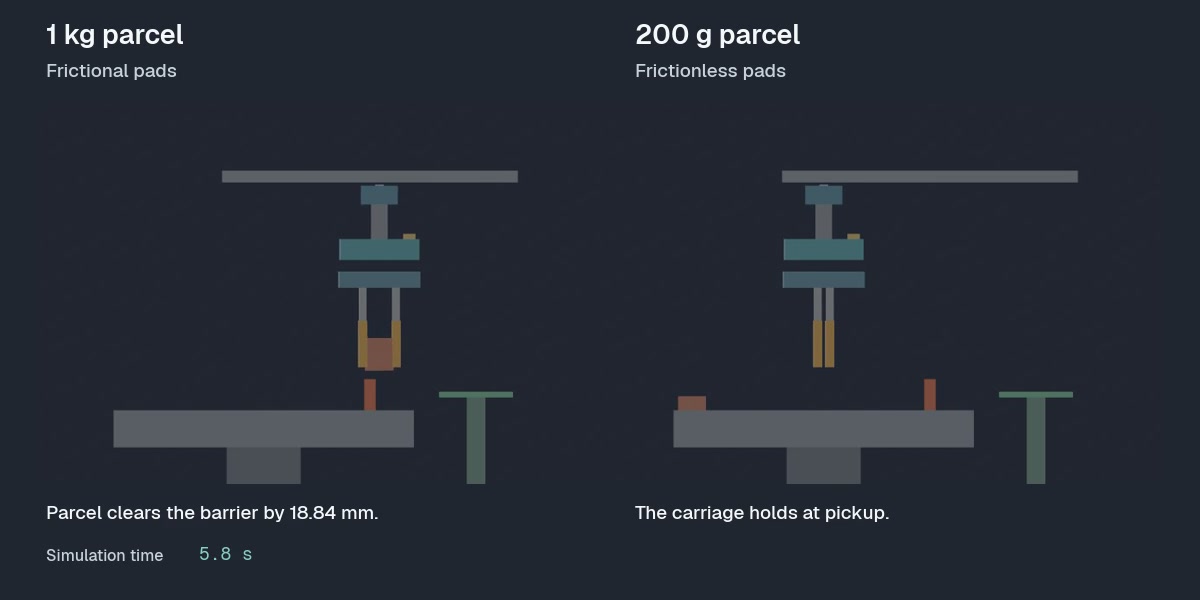 1 kg parcel
Frictional pads
200 g parcel
Frictionless pads
Parcel clears the barrier by 18.84 mm.
The carriage holds at pickup.
Simulation time 5.8 s